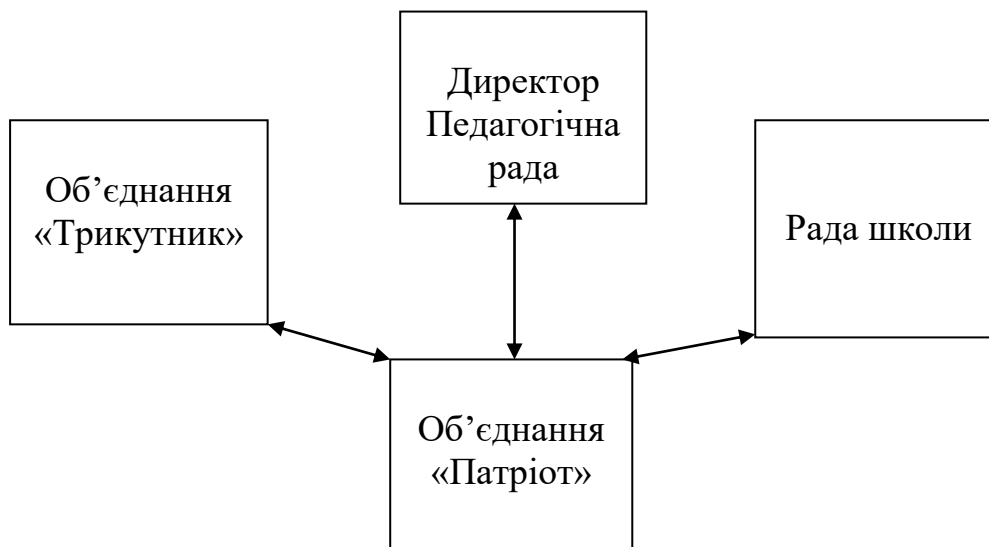 Директор
Педагогічна
рада
Об’єднання
«Трикутник»
Рада школи
Об’єднання
«Патріот»